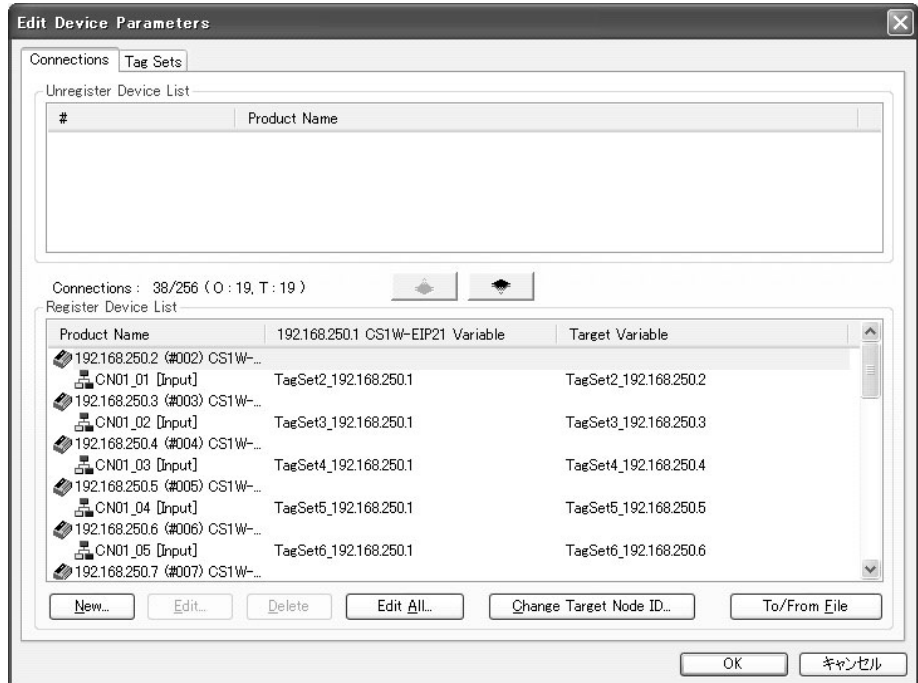 Edit Device Parameters
Connections Tag Sets
Unregister Device List
# Product Name
Connections : 38/256 ( O : 19, T : 19 )
Register Device List
Product Name 192.168.250.1 CS1W-EIP21 Variable Target Variable
192.168.250.2 (#002) CS1W-...
CN01_01 [Input] TagSet2_192.168.250.1 TagSet2_192.168.250.2
192.168.250.3 (#003) CS1W-...
CN01_02 [Input] TagSet3_192.168.250.1 TagSet3_192.168.250.3
192.168.250.4 (#004) CS1W-...
CN01_03 [Input] TagSet4_192.168.250.1 TagSet4_192.168.250.4
192.168.250.5 (#005) CS1W-...
CN01_04 [Input] TagSet5_192.168.250.1 TagSet5_192.168.250.5
192.168.250.6 (#006) CS1W-...
CN01_05 [Input] TagSet6_192.168.250.1 TagSet6_192.168.250.6
192.168.250.7 (#007) CS1W-...
New... Edit... Delete Edit All... Change Target Node ID... To/From File
OK キャンセル